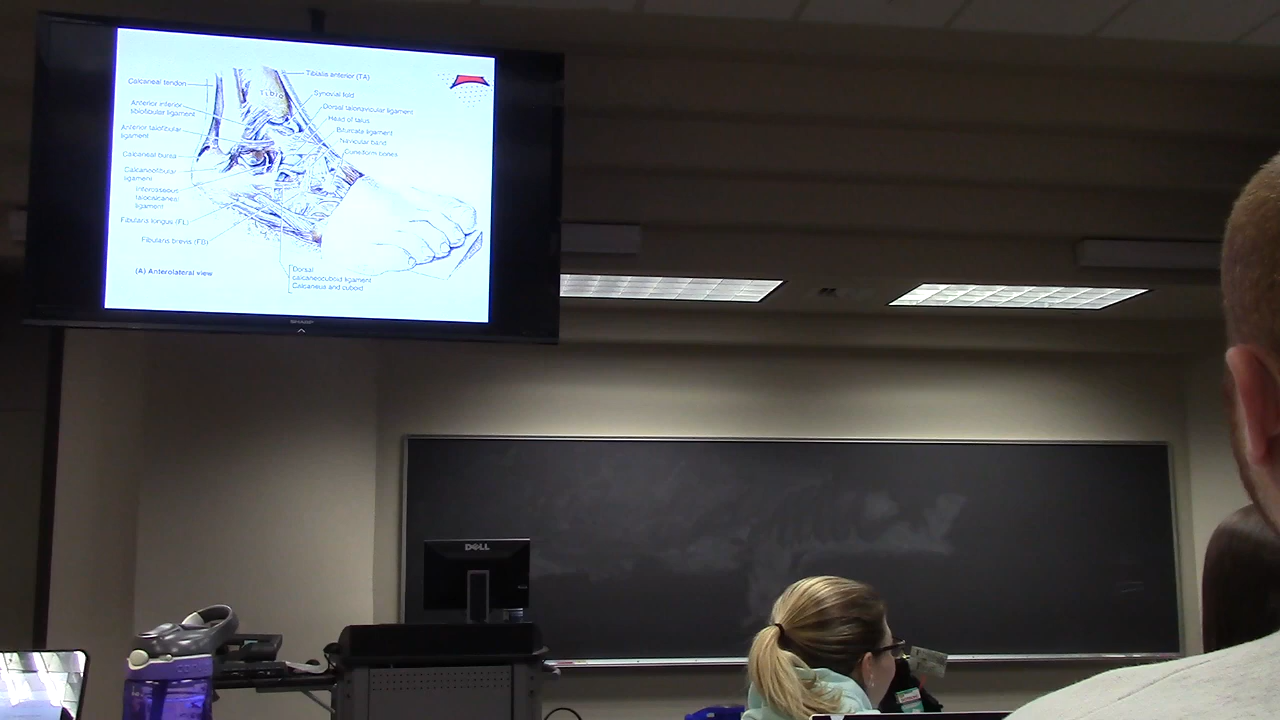 Calcaneal tendon
Anterior inferior
tibiofibular ligament
Anterior talofibular
ligament
Calcaneal bursa
Calcaneofibular
ligament
Interosseous
talocalcaneal
ligament
Fibularis longus (FL)
Fibularis brevis (FB)
(A) Anterolateral view
Tibialis anterior (TA)
Synovial fold
Dorsal talonavicular ligament
Head of talus
Bifurcate ligament
Navicular bone
Cuneiform bones
Tibia
Dorsal
calcaneocuboid ligament
Calcaneus and cuboid
SHARP
DELL